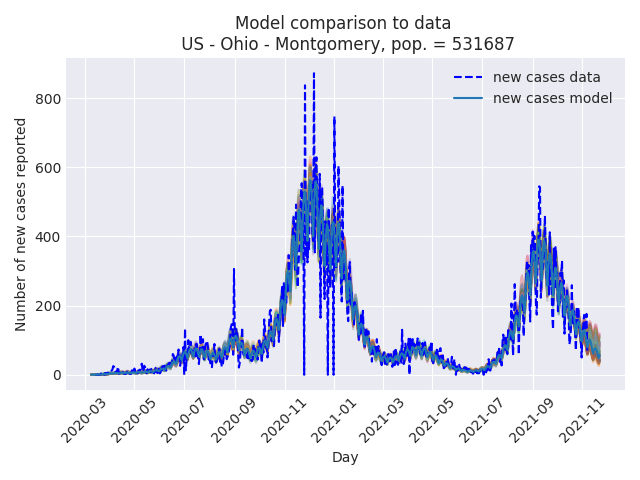 Model comparison to data
US - Ohio - Montgomery, pop. = 531687
new cases data
new cases model
Number of new cases reported
800
600
400
200
0
2020-03
2020-05
2020-07
2020-09
2020-11
2021-01
2021-03
2021-05
2021-07
2021-09
2021-11
Day